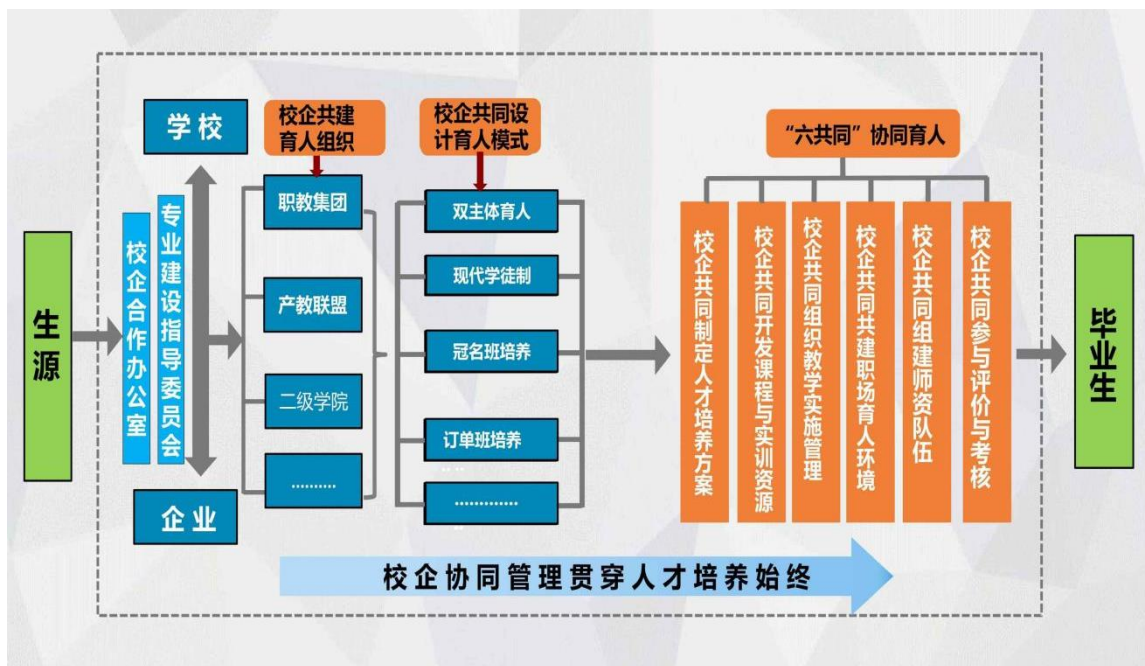 生源
校企合作办公室
专业建设指导委员会
学校
企业
校企共建
育人组织
职教集团
产教联盟
二级学院
..........
校企共同设
计育人模式
双主体育人
现代学徒制
冠名班培养
订单班培养
.............
“六共同”协同育人
校企共同制定人才培养方案
校企共同开发课程与实训资源
校企共同组织教学实施管理
校企共同共建职场育人环境
校企共同组建师资队伍
校企共同参与评价与考核
毕业生
校企协同管理贯穿人才培养始终